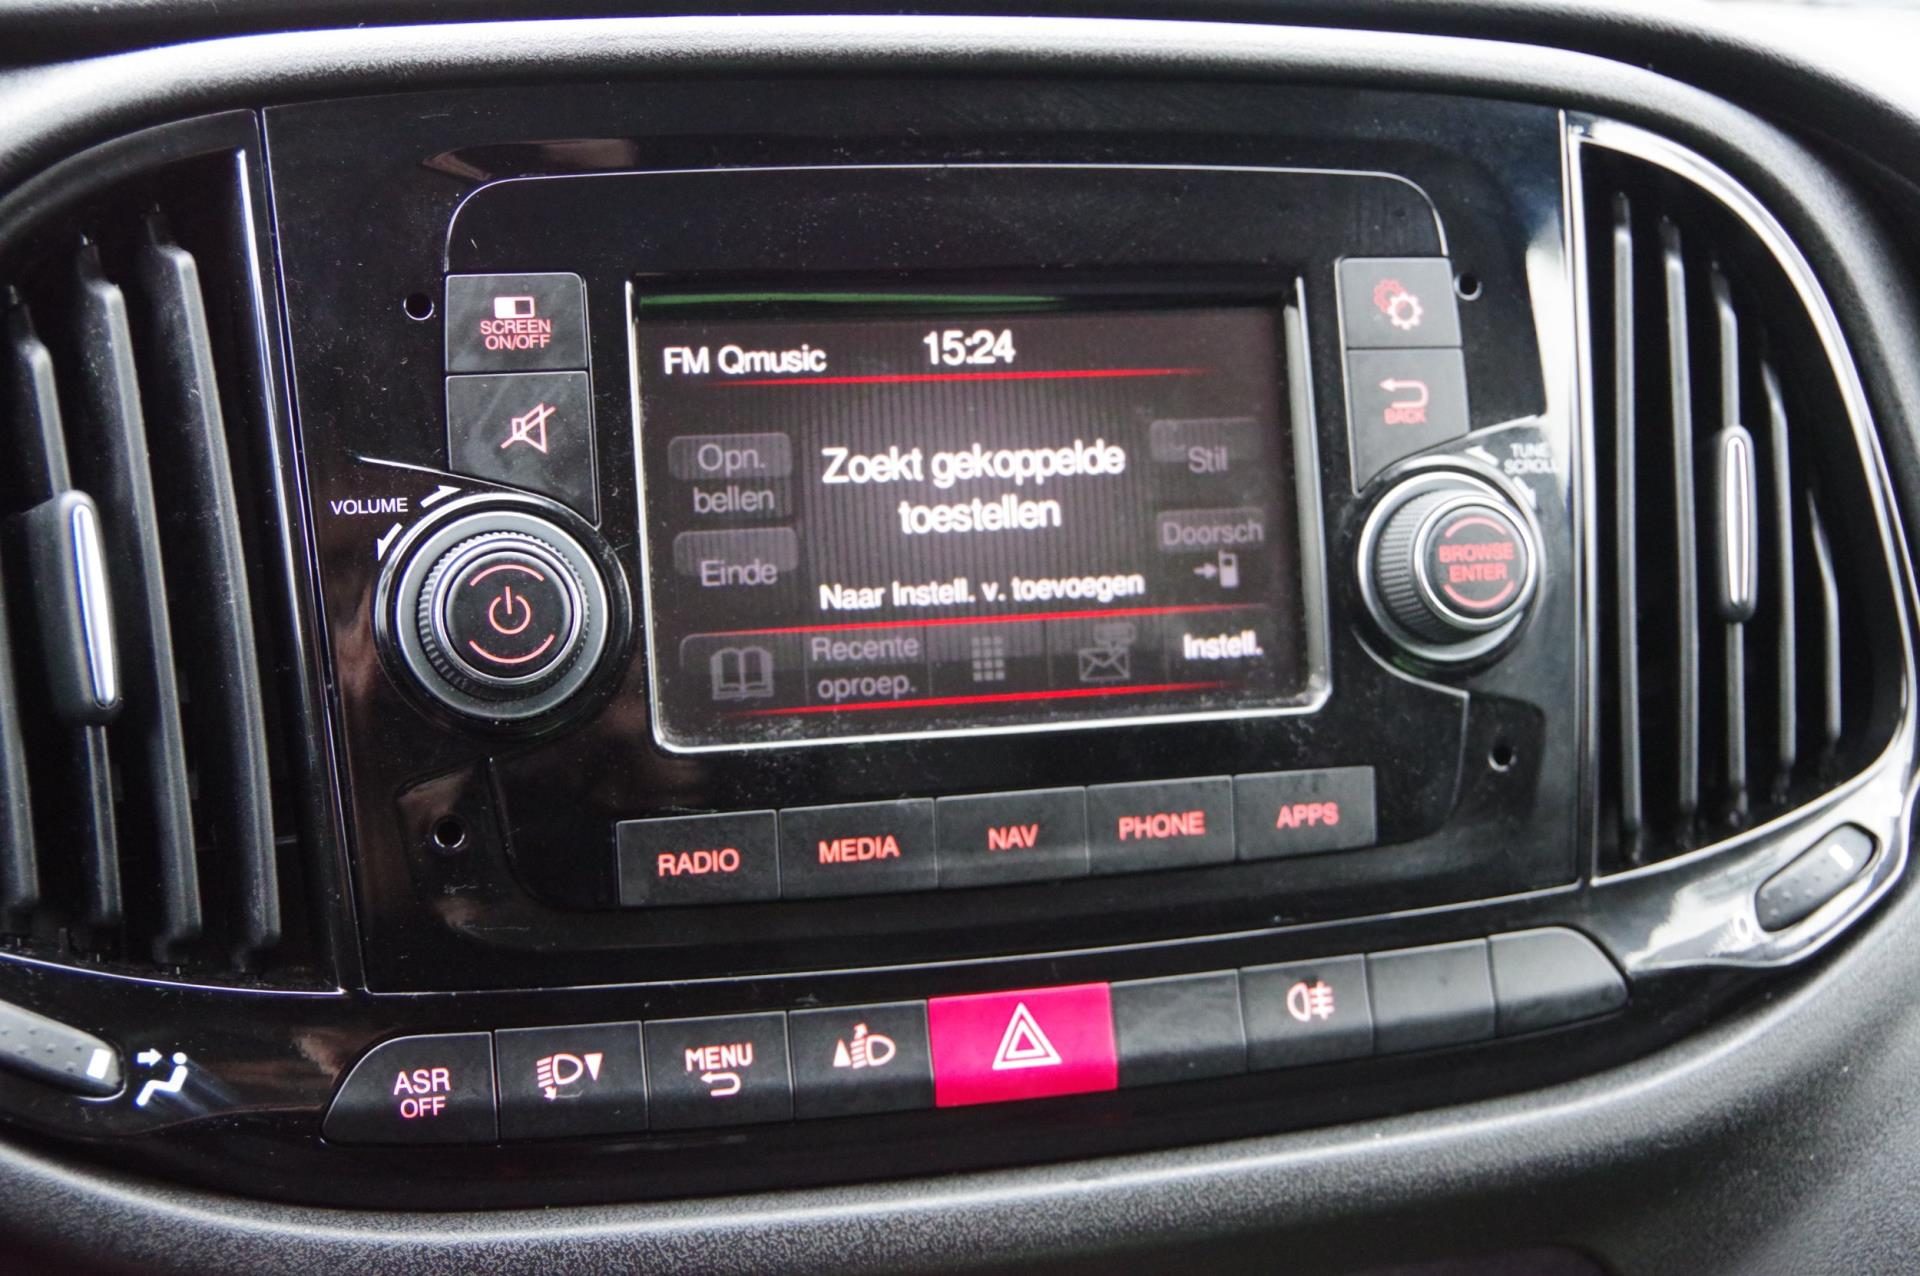 SCREEN
ON/OFF
VOLUME
FM Qmusic
15:24
Opn.
bellen
Zoekt gekoppelde
toestellen
Stil
Einde
Doorsch
Naar Instell. v. toevoegen
Recente
oproep.
Instell.
BACK
TUNE
SCROLL
BROWSE
ENTER
RADIO
MEDIA
NAV
PHONE
APPS
ASR
OFF
MENU